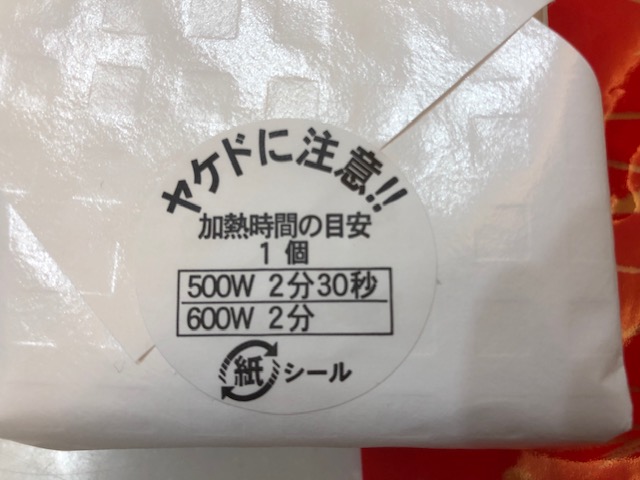 ヤケドに注意!!
加熱時間の目安
1個
500W 2分30秒
600W 2分
紙 シール